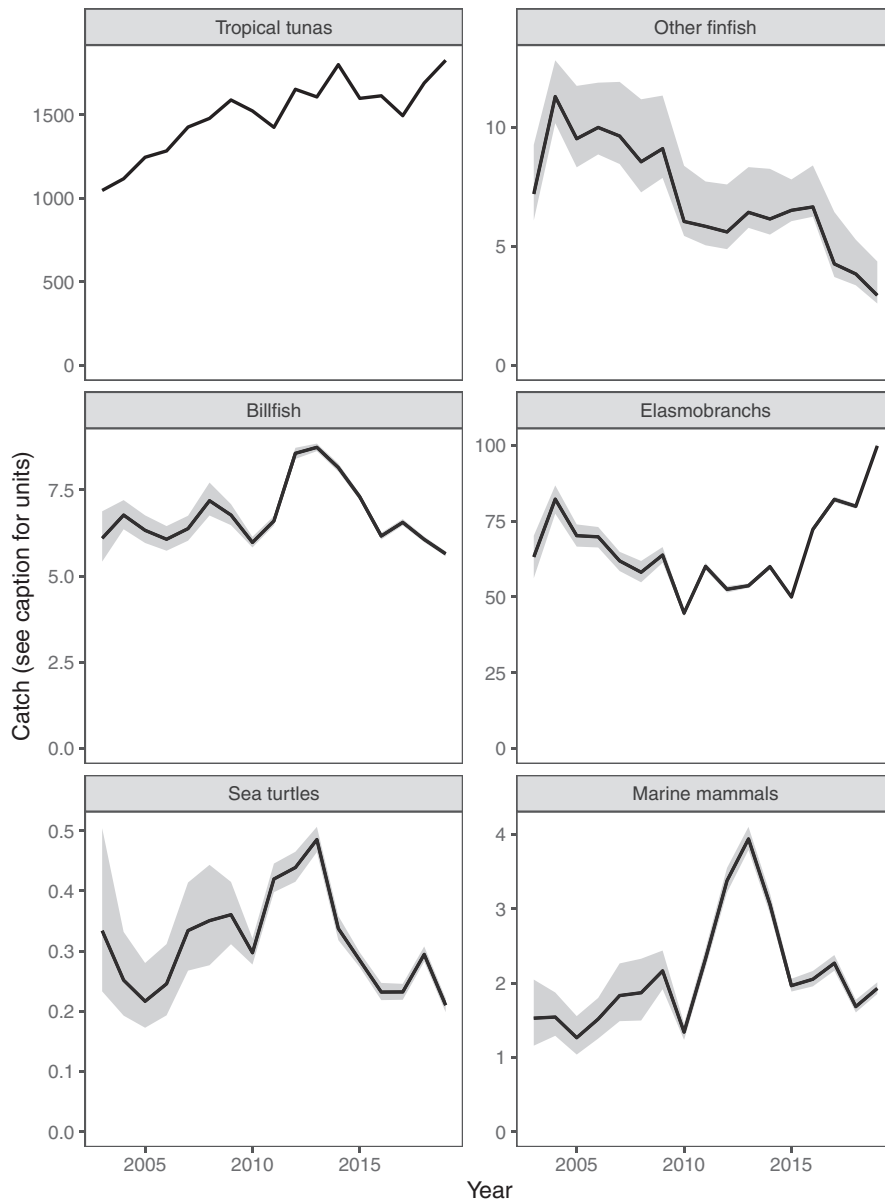 Tropical tunas
Other finfish
1500
1000
500
0
10
5
0
Billfish
Elasmobranchs
7.5
5.0
2.5
0.0
100
75
50
25
0
Catch (see caption for units)
Sea turtles
Marine mammals
0.5
0.4
0.3
0.2
0.1
0.0
4
3
2
1
0
2005 2010 2015
2005 2010 2015
Year